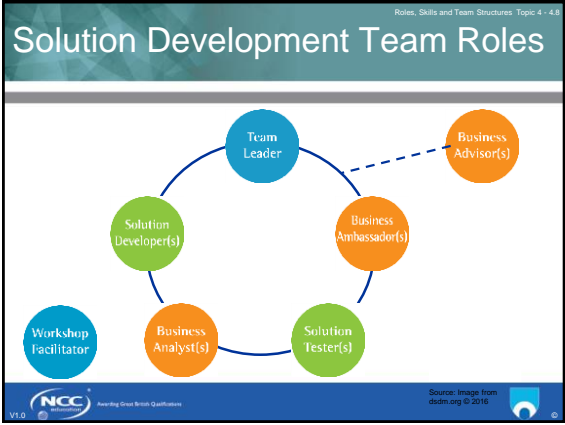 Roles, Skills and Team Structures Topic 4 - 4.8
Solution Development Team Roles
Team
Leader
Business
Advisor(s)
Solution
Developer(s)
Business
Ambassador(s)
Workshop
Facilitator
Business
Analyst(s)
Solution
Tester(s)
V1.0
NCC
education
Awarding Great British Qualifications
Source: Image from
dsdm.org © 2016
©